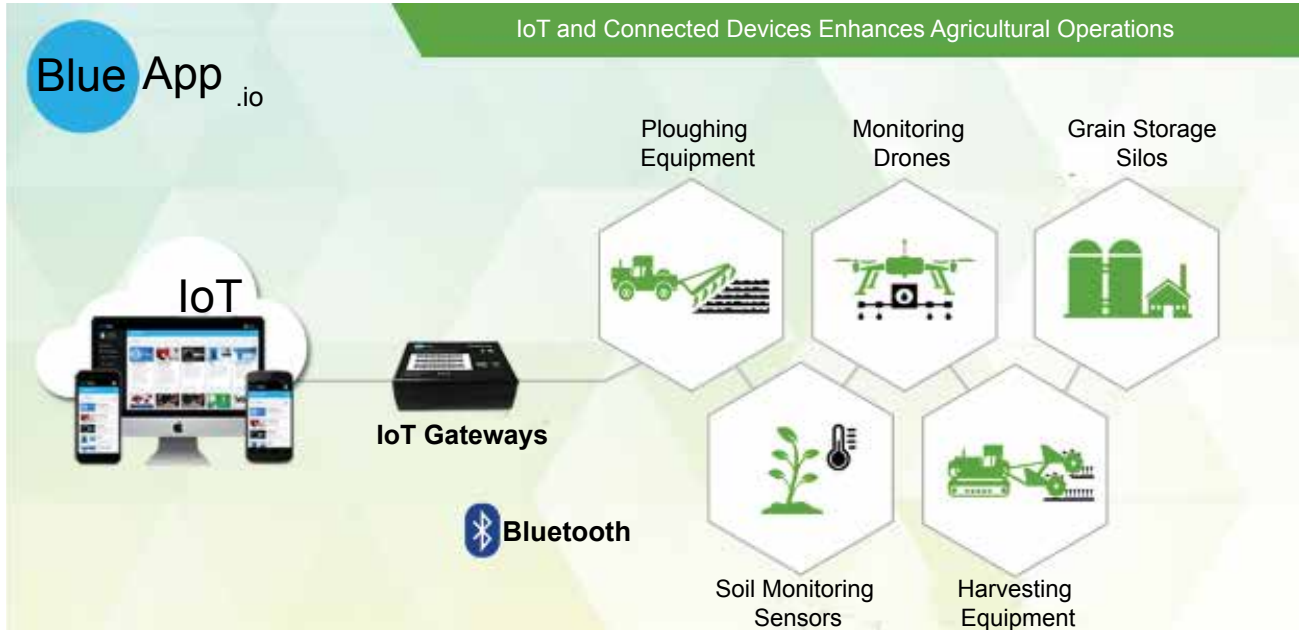 IoT and Connected Devices Enhances Agricultural Operations
Blue App .io
Ploughing
Equipment
Monitoring
Drones
Grain Storage
Silos
IoT
IoT Gateways
Bluetooth
Soil Monitoring
Sensors
Harvesting
Equipment